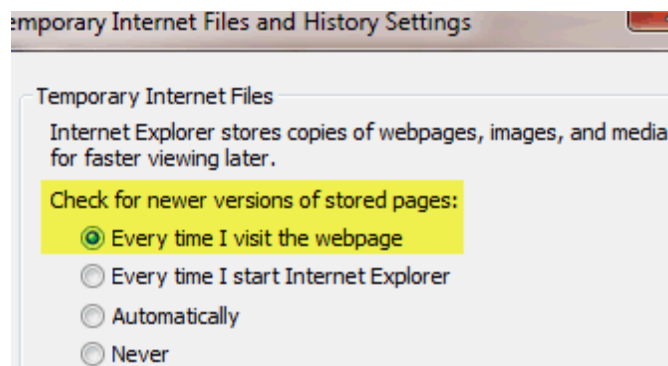 emporary Internet Files and History Settings
Temporary Internet Files
Internet Explorer stores copies of webpages, images, and media
for faster viewing later.
Check for newer versions of stored pages:
Every time I visit the webpage
Every time I start Internet Explorer
Automatically
Never